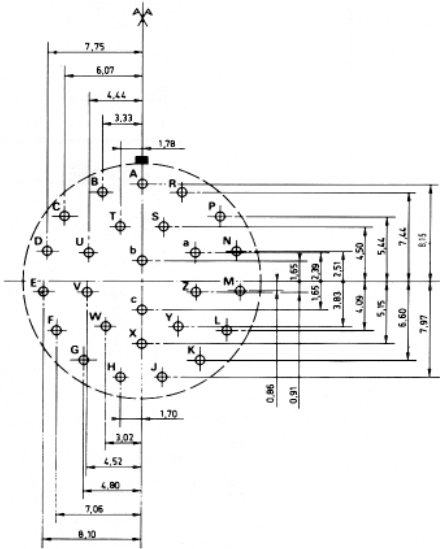 A
7,75
6,07
4,44
3,33
1,78
A
B
R
C
P
T
S
D
U
b
a
N
E
V
Z
M
c
F
W
X
Y
L
G
K
H
J
1,65
2,39
2,51
4,50
5,44
7,44
8,15
1,65
3,83
4,09
5,15
6,60
7,97
0,86
0,91
1,70
3,02
4,52
4,80
7,06
8,10